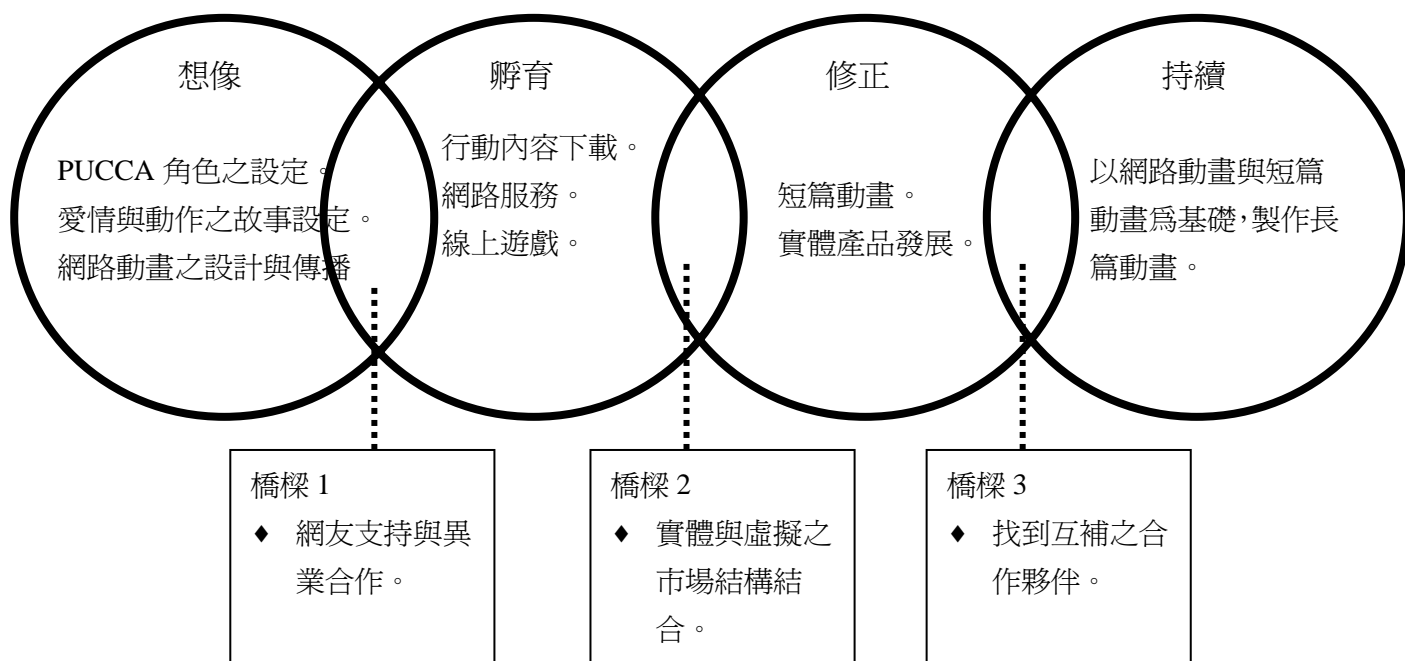 想像
PUCCA 角色之設定。
愛情與動作之故事設定。
網路動畫之設計與傳播
孵育
行動內容下載。
網路服務。
線上遊戲。
修正
短篇動畫。
實體產品發展。
持續
以網路動畫與短篇
動畫為基礎,製作長
篇動畫。
橋樑 1
♦ 網友支持與異
業合作。
橋樑 2
♦ 實體與虛擬之
市場結構結
合。
橋樑 3
♦ 找到互補之合
作夥伴。